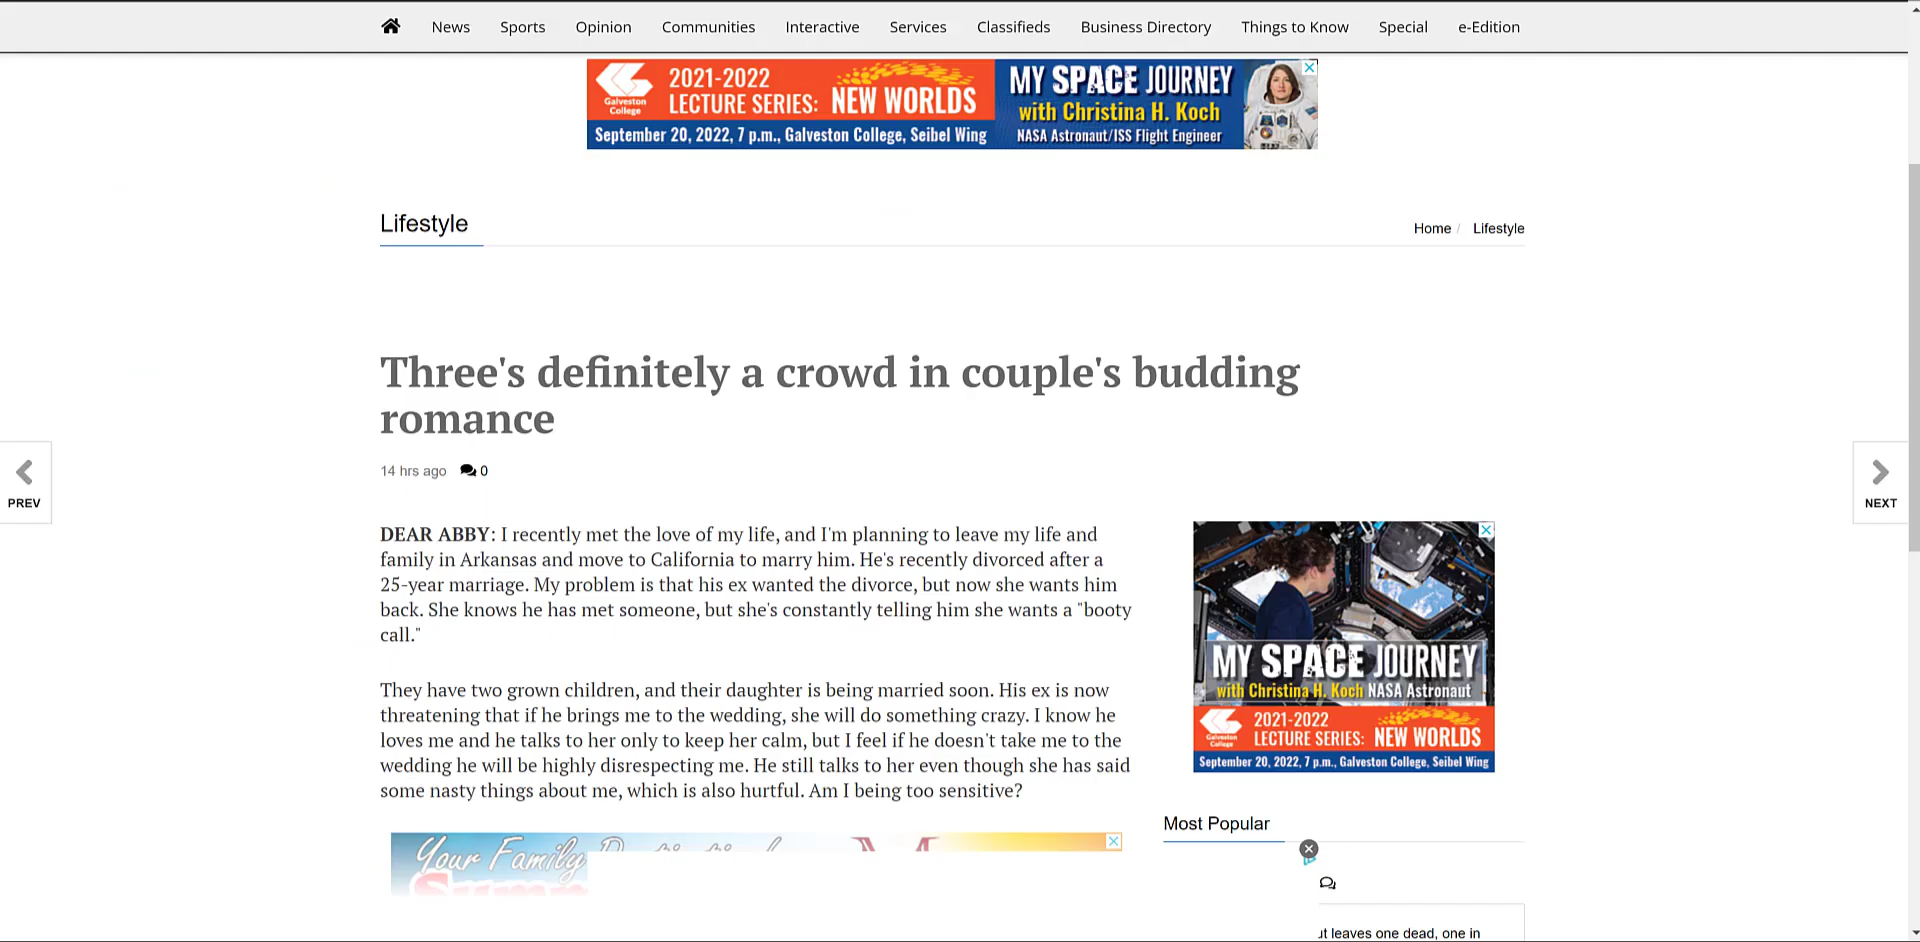 News Sports Opinion Communities Interactive Services Classifieds Business Directory Things to Know Special e-Edition
Galveston College
2021-2022
LECTURE SERIES: NEW WORLDS
September 20, 2022, 7 p.m., Galveston College, Seibel Wing
MY SPACE JOURNEY
with Christina H. Koch
NASA Astronaut/ISS Flight Engineer
Lifestyle
Home / Lifestyle
Three's definitely a crowd in couple's budding
romance
14 hrs ago 0
PREV
NEXT
DEAR ABBY: I recently met the love of my life, and I'm planning to leave my life and
family in Arkansas and move to California to marry him. He's recently divorced after a
25-year marriage. My problem is that his ex wanted the divorce, but now she wants him
back. She knows he has met someone, but she's constantly telling him she wants a "booty
call."
They have two grown children, and their daughter is being married soon. His ex is now
threatening that if he brings me to the wedding, she will do something crazy. I know he
loves me and he talks to her only to keep her calm, but I feel if he doesn't take me to the
wedding he will be highly disrespecting me. He still talks to her even though she has said
some nasty things about me, which is also hurtful. Am I being too sensitive?
Your Family
MY SPACE JOURNEY
with Christina H. Koch NASA Astronaut
Galveston College
2021-2022
LECTURE SERIES: NEW WORLDS
September 20, 2022, 7 p.m., Galveston College, Seibel Wing
Most Popular
leaves one dead, one in